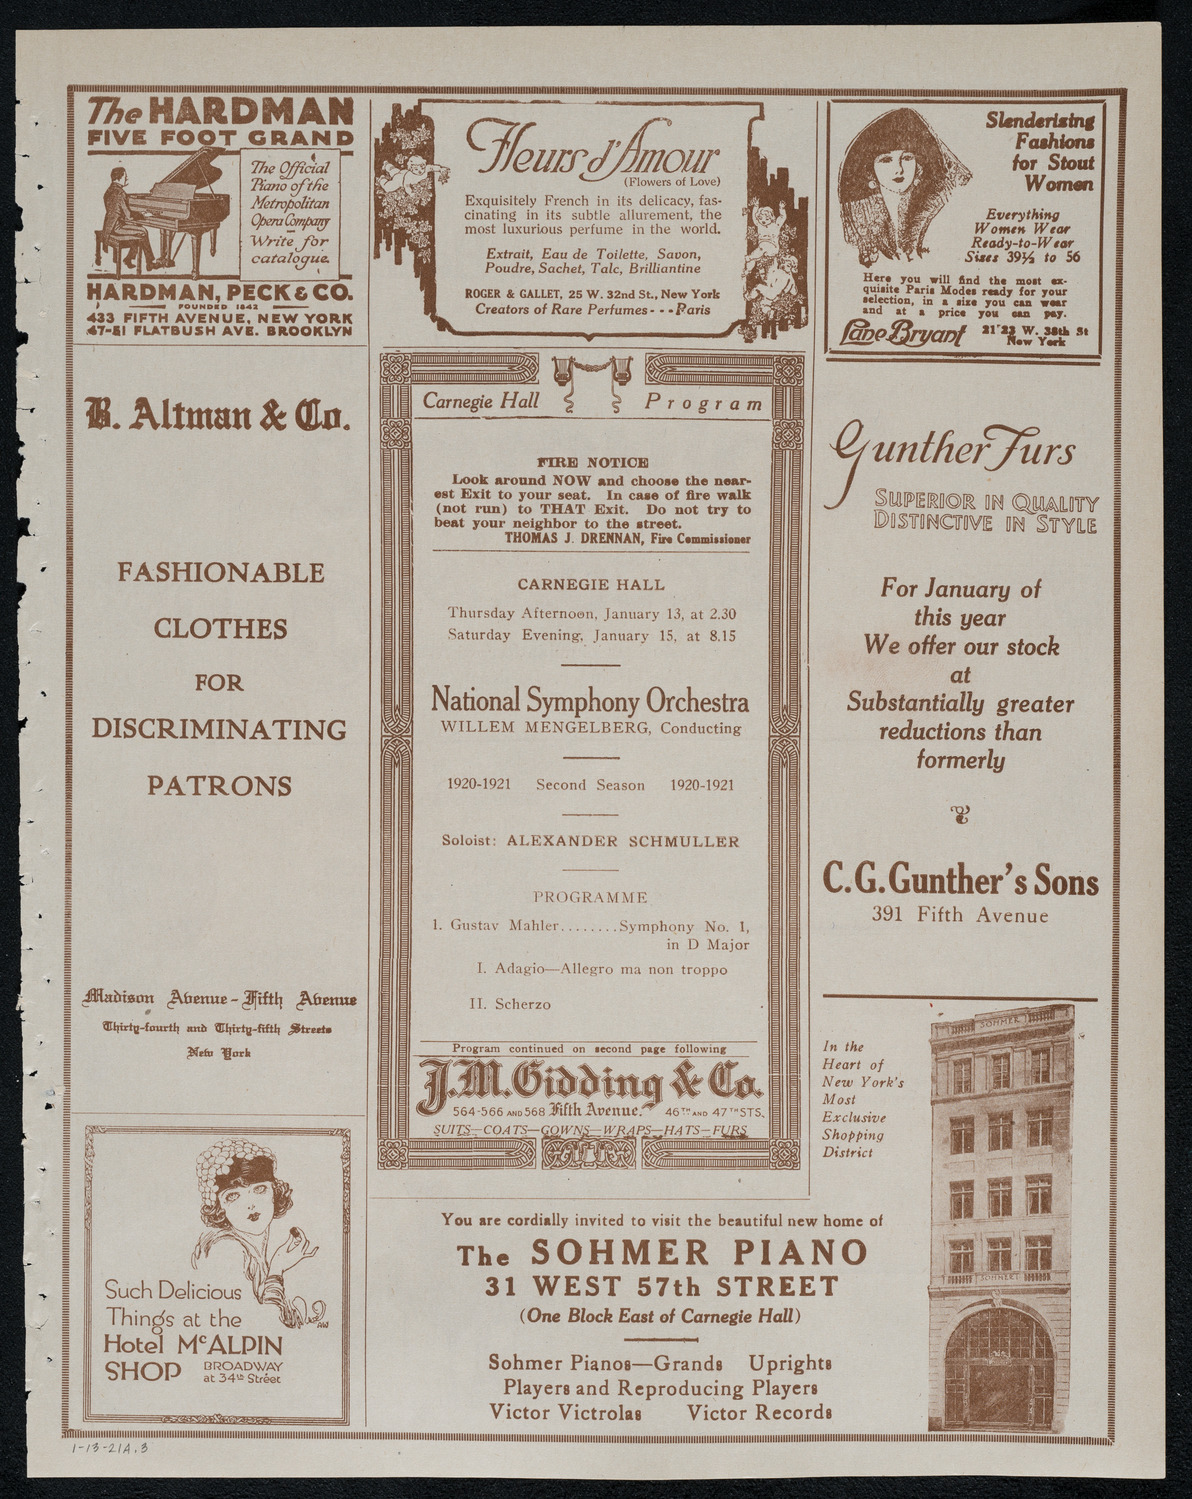 The HARDMAN
FIVE FOOT GRAND
The Official
Piano of the
Metropolitan
Opera Company
Write for
catalogue.
HARDMAN, PECK & CO.
FOUNDED 1842
433 FIFTH AVENUE, NEW YORK
47-51 FLATBUSH AVE. BROOKLYN
Fleurs d'Amour
(Flowers of Love)
Exquisitely French in its delicacy, fas-
cinating in its subtle allurement, the
most luxurious perfume in the world.
Extrait, Eau de Toilette, Savon,
Poudre, Sachet, Talc, Brilliantine
ROGER & GALLET, 25 W. 32nd St., New York
Creators of Rare Perfumes - - - Paris
Slenderizing
Fashions
for Stout
Women
Everything
Women Wear
Ready-to-Wear
Sizes 39½ to 56
Here you will find the most ex-
quisite Paris Modes ready for your
selection, in a size you can wear
and at a price you can pay.
Lane Bryant 21-23 W. 38th St
New York
B. Altman & Co.
FASHIONABLE
CLOTHES
FOR
DISCRIMINATING
PATRONS
Madison Avenue - Fifth Avenue
Thirty-fourth and Thirty-fifth Streets
New York
Carnegie Hall Program
FIRE NOTICE
Look around NOW and choose the near-
est Exit to your seat. In case of fire walk
(not run) to THAT Exit. Do not try to
beat your neighbor to the street.
THOMAS J. DRENNAN, Fire Commissioner
CARNEGIE HALL
Thursday Afternoon, January 13, at 2.30
Saturday Evening, January 15, at 8.15
National Symphony Orchestra
WILLEM MENGELBERG, Conducting
1920-1921 Second Season 1920-1921
Soloist: ALEXANDER SCHMULLER
PROGRAMME
1. Gustav Mahler........Symphony No. 1,
in D Major
I. Adagio—Allegro ma non troppo
II. Scherzo
Program continued on second page following
J.M. Gidding & Co.
564-566 AND 568 Fifth Avenue. 46TH AND 47TH STS.
SUITS—COATS—GOWNS—WRAPS—HATS—FURS
Gunther Furs
SUPERIOR IN QUALITY
DISTINCTIVE IN STYLE
For January of
this year
We offer our stock
at
Substantially greater
reductions than
formerly
C. G. Gunther's Sons
391 Fifth Avenue
In the
Heart of
New York's
Most
Exclusive
Shopping
District
SOHMER
SOHMER
Such Delicious
Things at the
Hotel McALPIN
SHOP BROADWAY
at 34th Street
AW
You are cordially invited to visit the beautiful new home of
The SOHMER PIANO
31 WEST 57th STREET
(One Block East of Carnegie Hall)
Sohmer Pianos—Grands Uprights
Players and Reproducing Players
Victor Victrolas Victor Records
1-13-21A.3